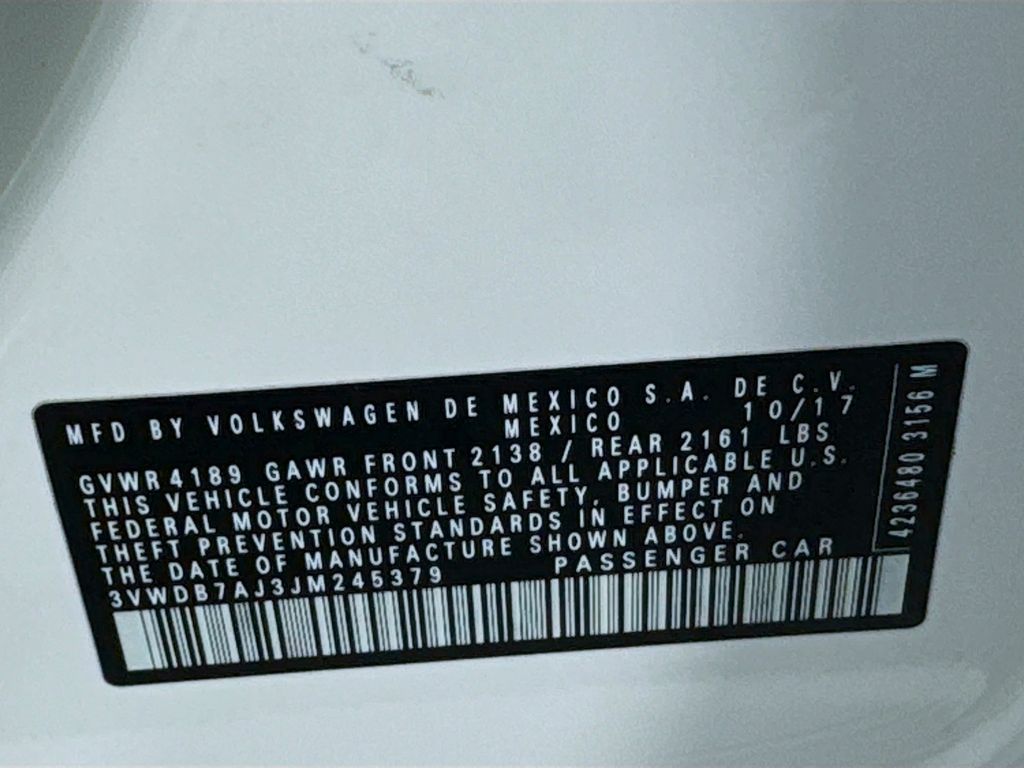 MFD BY VOLKSWAGEN DE MEXICO S.A. DE C.V.
MEXICO 10/17
GVWR 4189 GAWR FRONT 2138 / REAR 2161 LBS
THIS VEHICLE CONFORMS TO ALL APPLICABLE U.S.
FEDERAL MOTOR VEHICLE SAFETY, BUMPER AND
THEFT PREVENTION STANDARDS IN EFFECT ON
THE DATE OF MANUFACTURE SHOWN ABOVE.
3VWDB7AJ3JM245379 PASSENGER CAR
4236480 3156 M